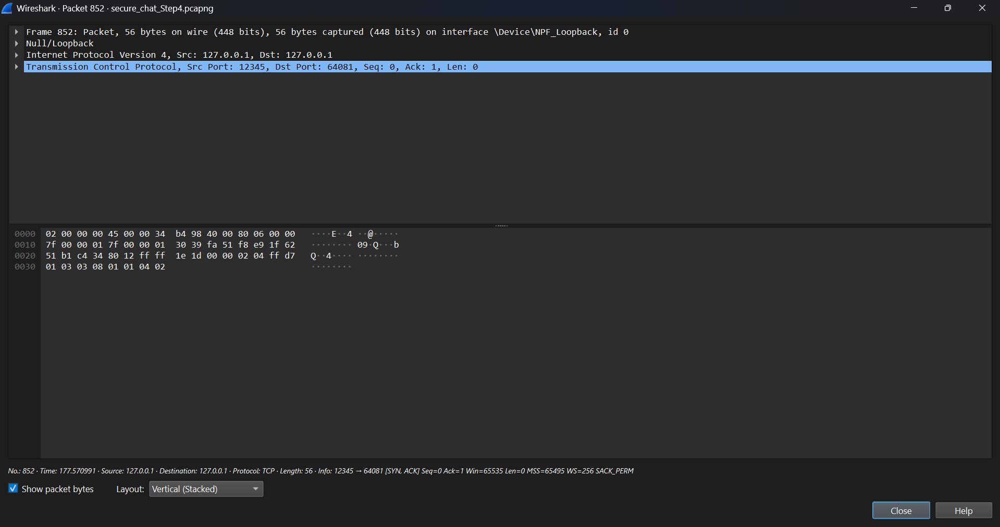 Wireshark · Packet 852 · secure_chat_Step4.pcapng
Frame 852: Packet, 56 bytes on wire (448 bits), 56 bytes captured (448 bits) on interface \Device\NPF_Loopback, id 0
Null/Loopback
Internet Protocol Version 4, Src: 127.0.0.1, Dst: 127.0.0.1
Transmission Control Protocol, Src Port: 12345, Dst Port: 64081, Seq: 0, Ack: 1, Len: 0
0000 02 00 00 00 45 00 00 34 b4 98 40 00 80 06 00 00 ····E··4 ··@·····
0010 7f 00 00 01 7f 00 00 01 30 39 fa 51 f8 e9 1f 62 ········ 09·Q···b
0020 51 b1 c4 34 80 12 ff ff 1e 1d 00 00 02 04 ff d7 Q··4···· ········
0030 01 03 03 08 01 01 04 02 ········
No.: 852 · Time: 177.570991 · Source: 127.0.0.1 · Destination: 127.0.0.1 · Protocol: TCP · Length: 56 · Info: 12345 → 64081 [SYN, ACK] Seq=0 Ack=1 Win=65535 Len=0 MSS=65495 WS=256 SACK_PERM
Show packet bytes Layout: Vertical (Stacked)
Close Help